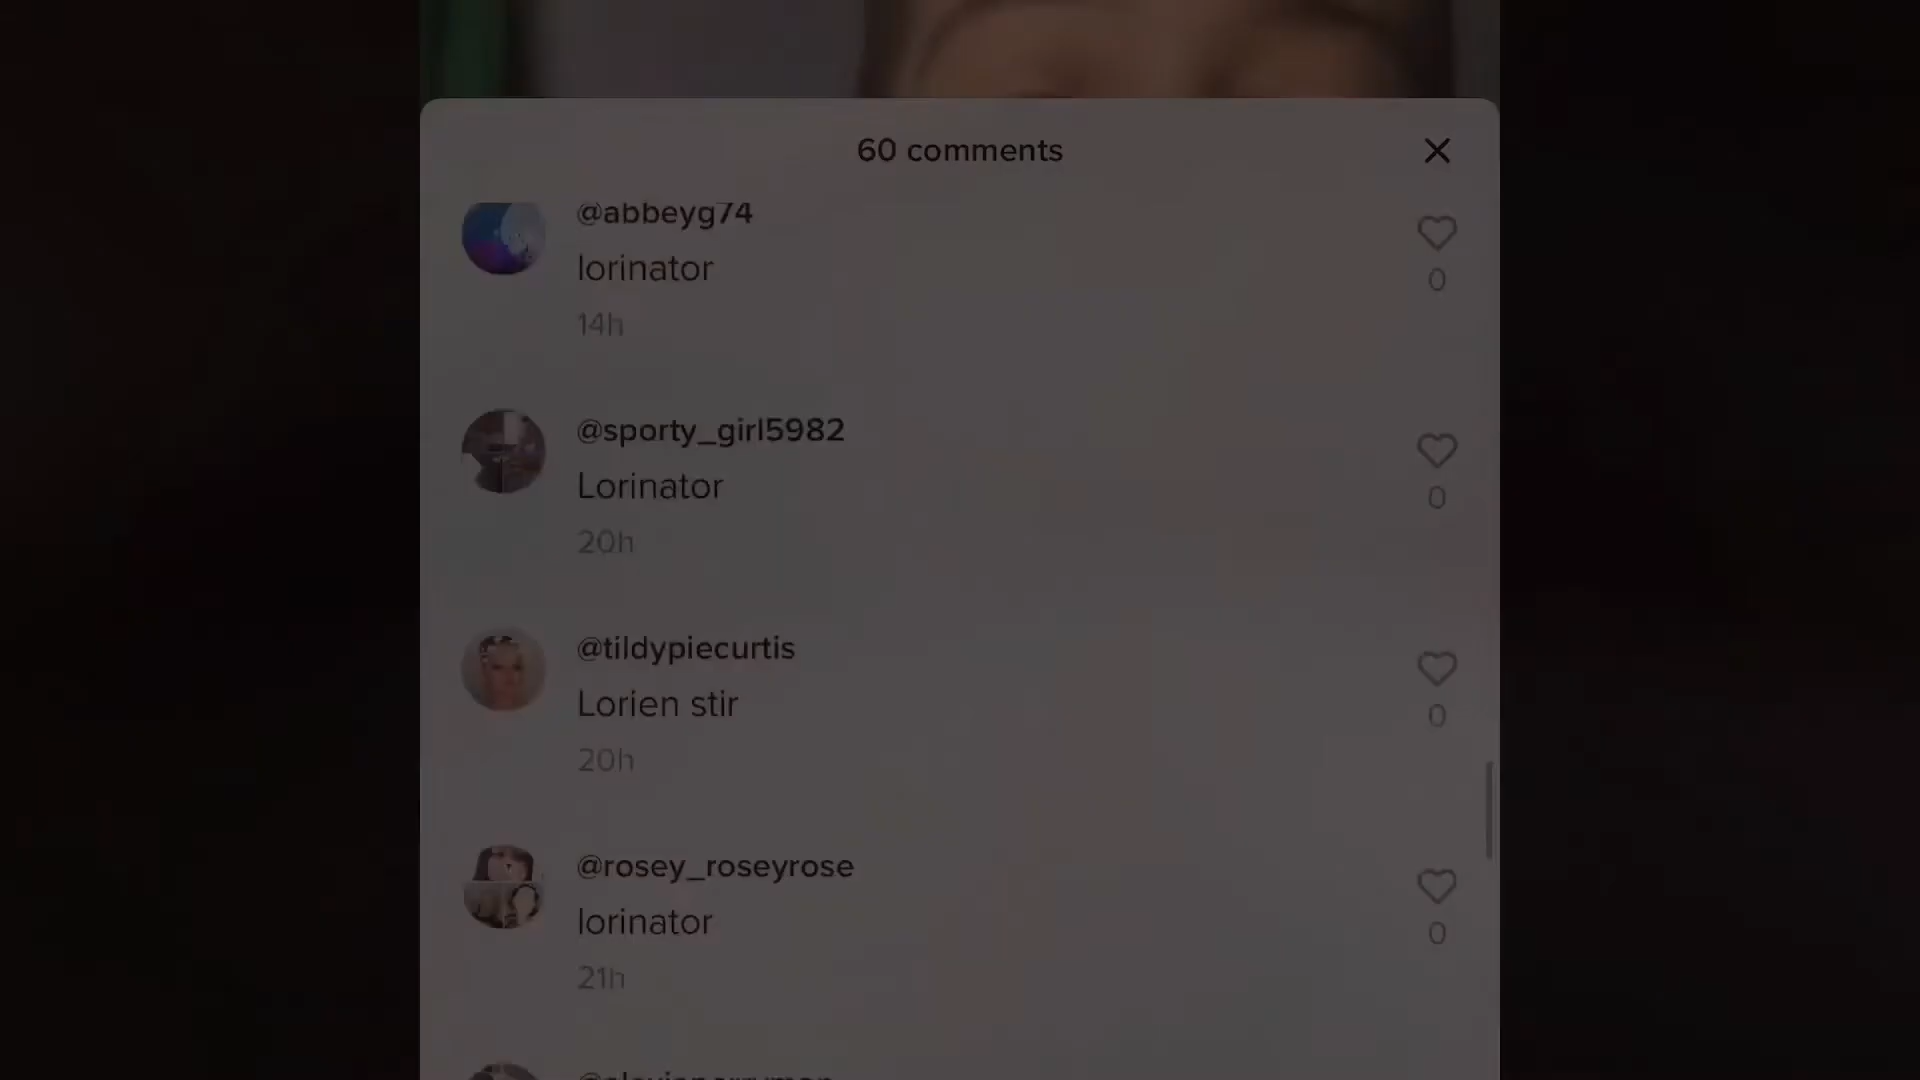 60 comments
@abbeyg74
lorinator
0
14h
@sporty_girl5982
Lorinator
0
20h
@tildypiecurtis
Lorien stir
0
20h
@rosey_roseyrose
lorinator
0
21h